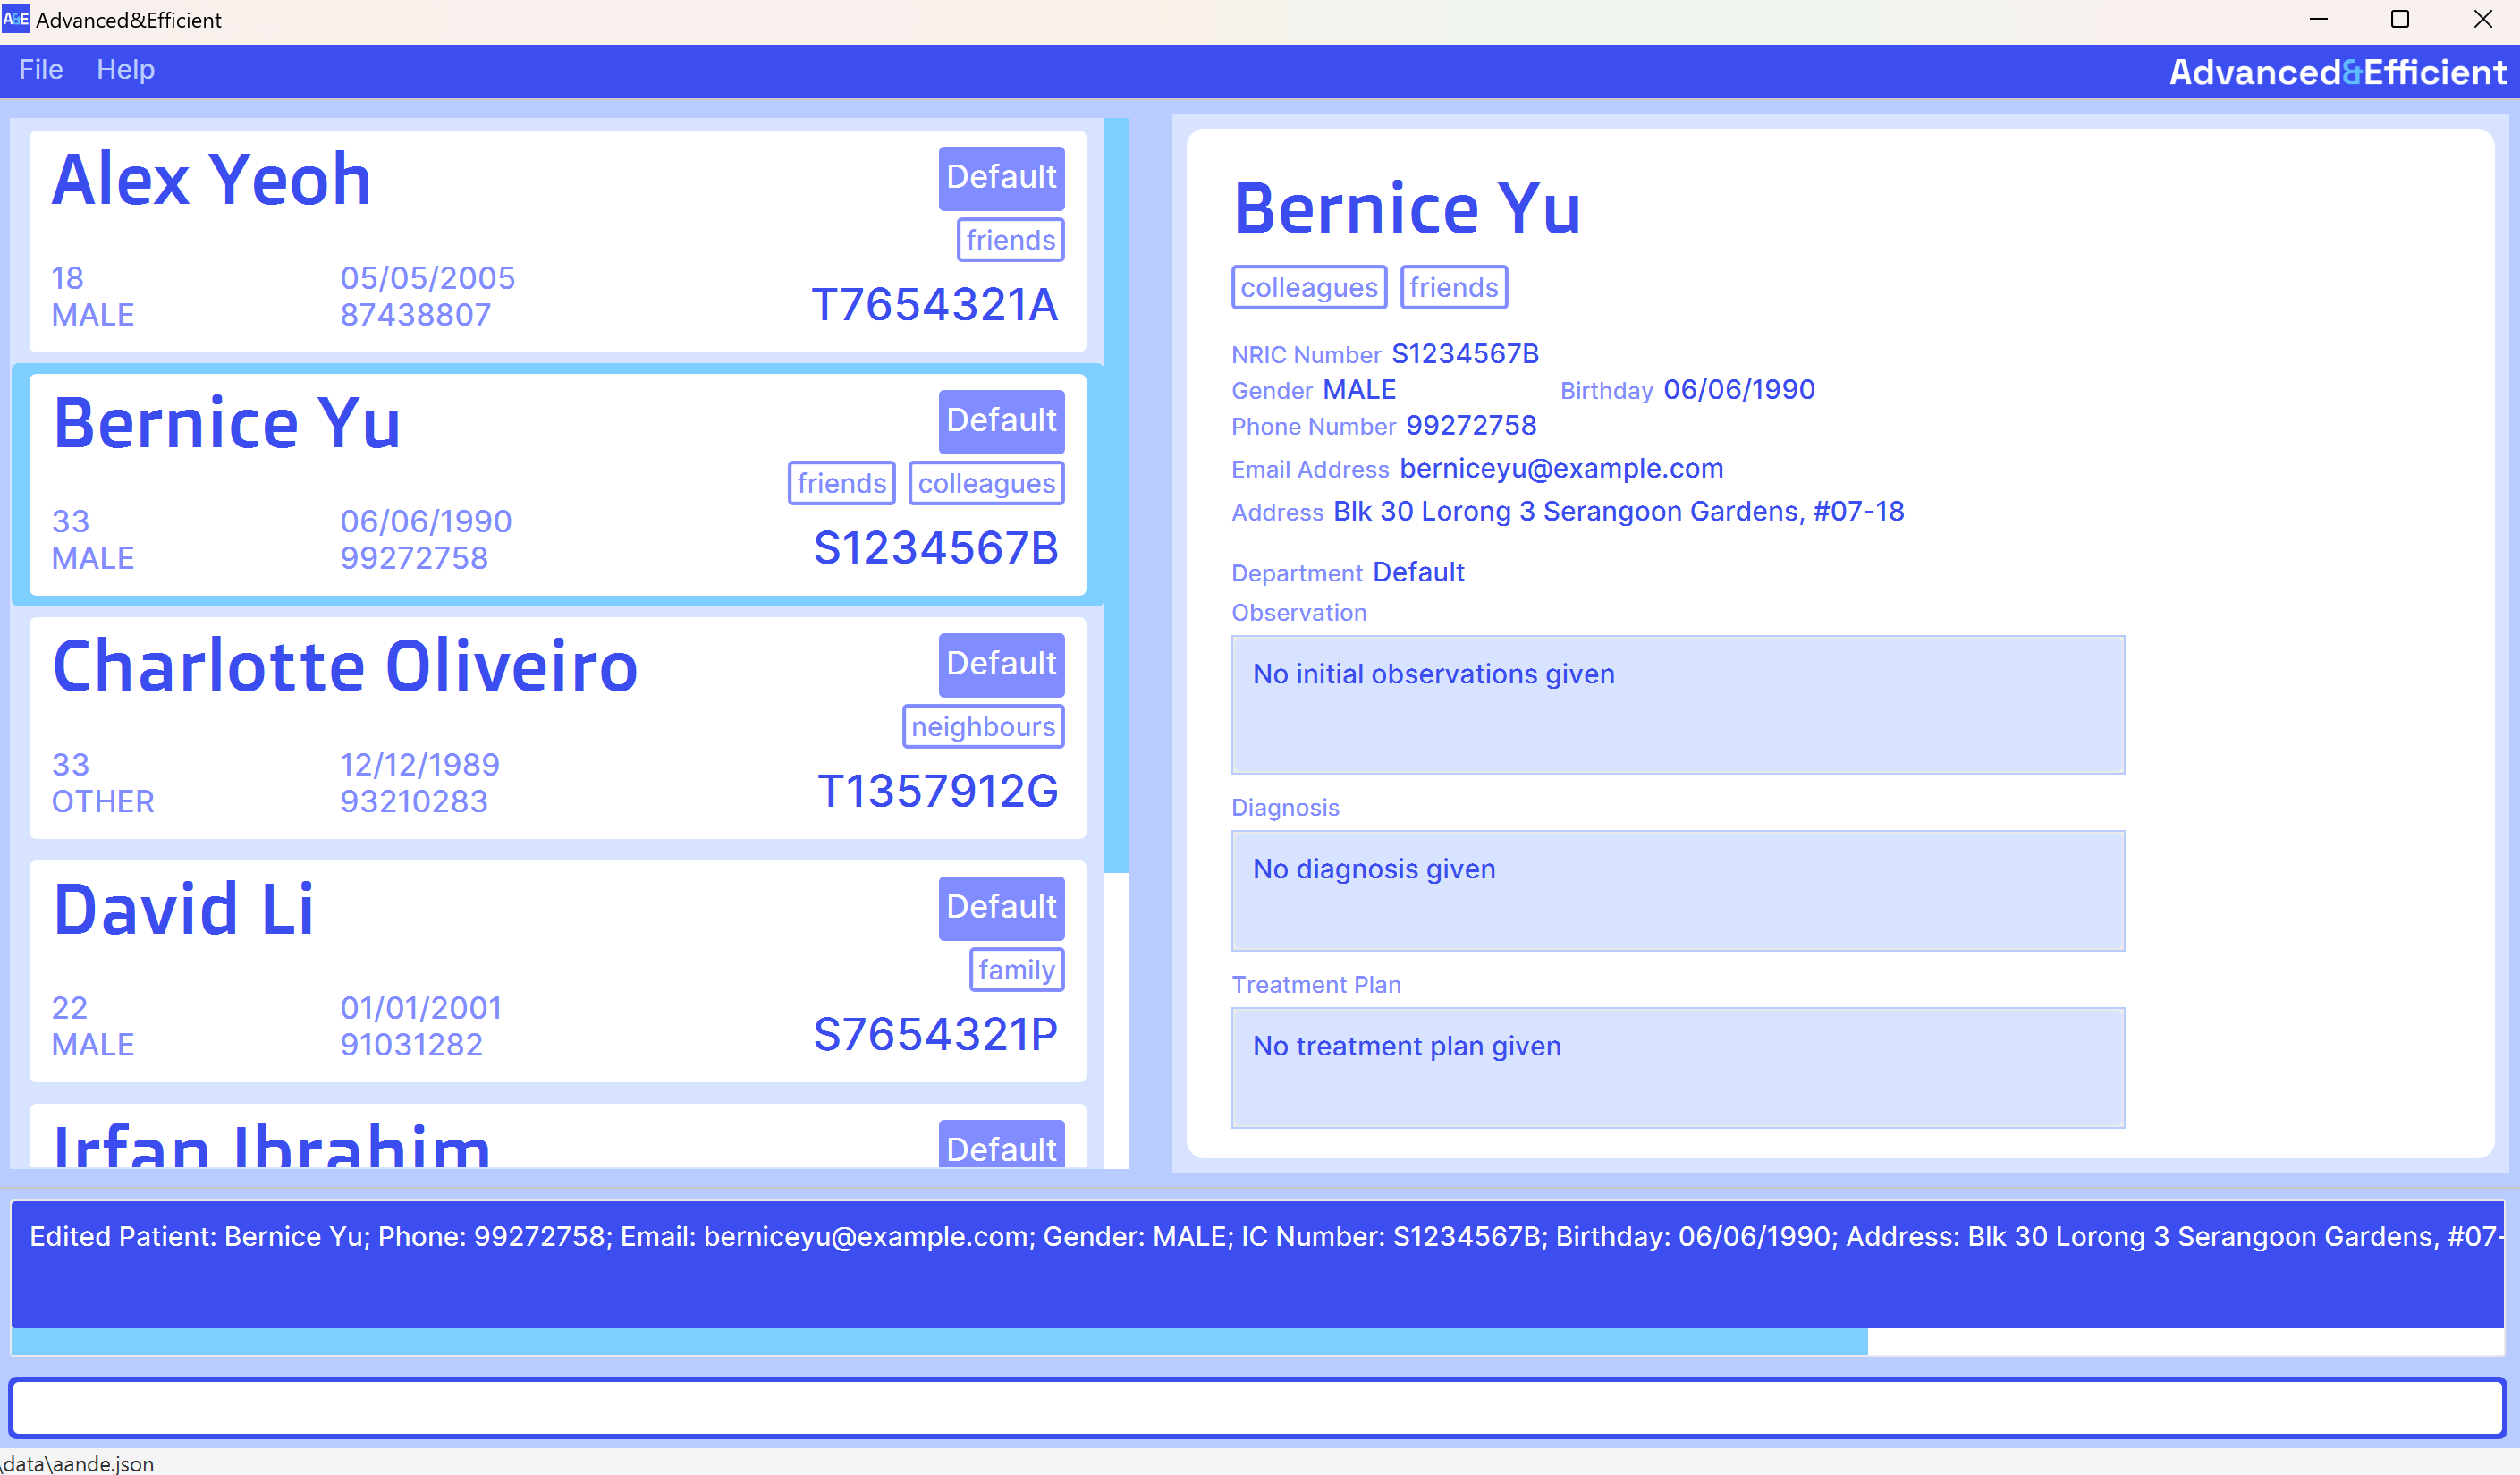 A&E Advanced&Efficient
File Help
Advanced&Efficient
Alex Yeoh
Default
friends
18 05/05/2005
MALE 87438807
T7654321A
Bernice Yu
Default
friends colleagues
33 06/06/1990
MALE 99272758
S1234567B
Charlotte Oliveiro
Default
neighbours
33 12/12/1989
OTHER 93210283
T1357912G
David Li
Default
family
22 01/01/2001
MALE 91031282
S7654321P
Irfan Ibrahim
Default
Bernice Yu
colleagues friends
NRIC Number S1234567B
Gender MALE Birthday 06/06/1990
Phone Number 99272758
Email Address berniceyu@example.com
Address Blk 30 Lorong 3 Serangoon Gardens, #07-18
Department Default
Observation
No initial observations given
Diagnosis
No diagnosis given
Treatment Plan
No treatment plan given
Edited Patient: Bernice Yu; Phone: 99272758; Email: berniceyu@example.com; Gender: MALE; IC Number: S1234567B; Birthday: 06/06/1990; Address: Blk 30 Lorong 3 Serangoon Gardens, #07-
\data\aande.json